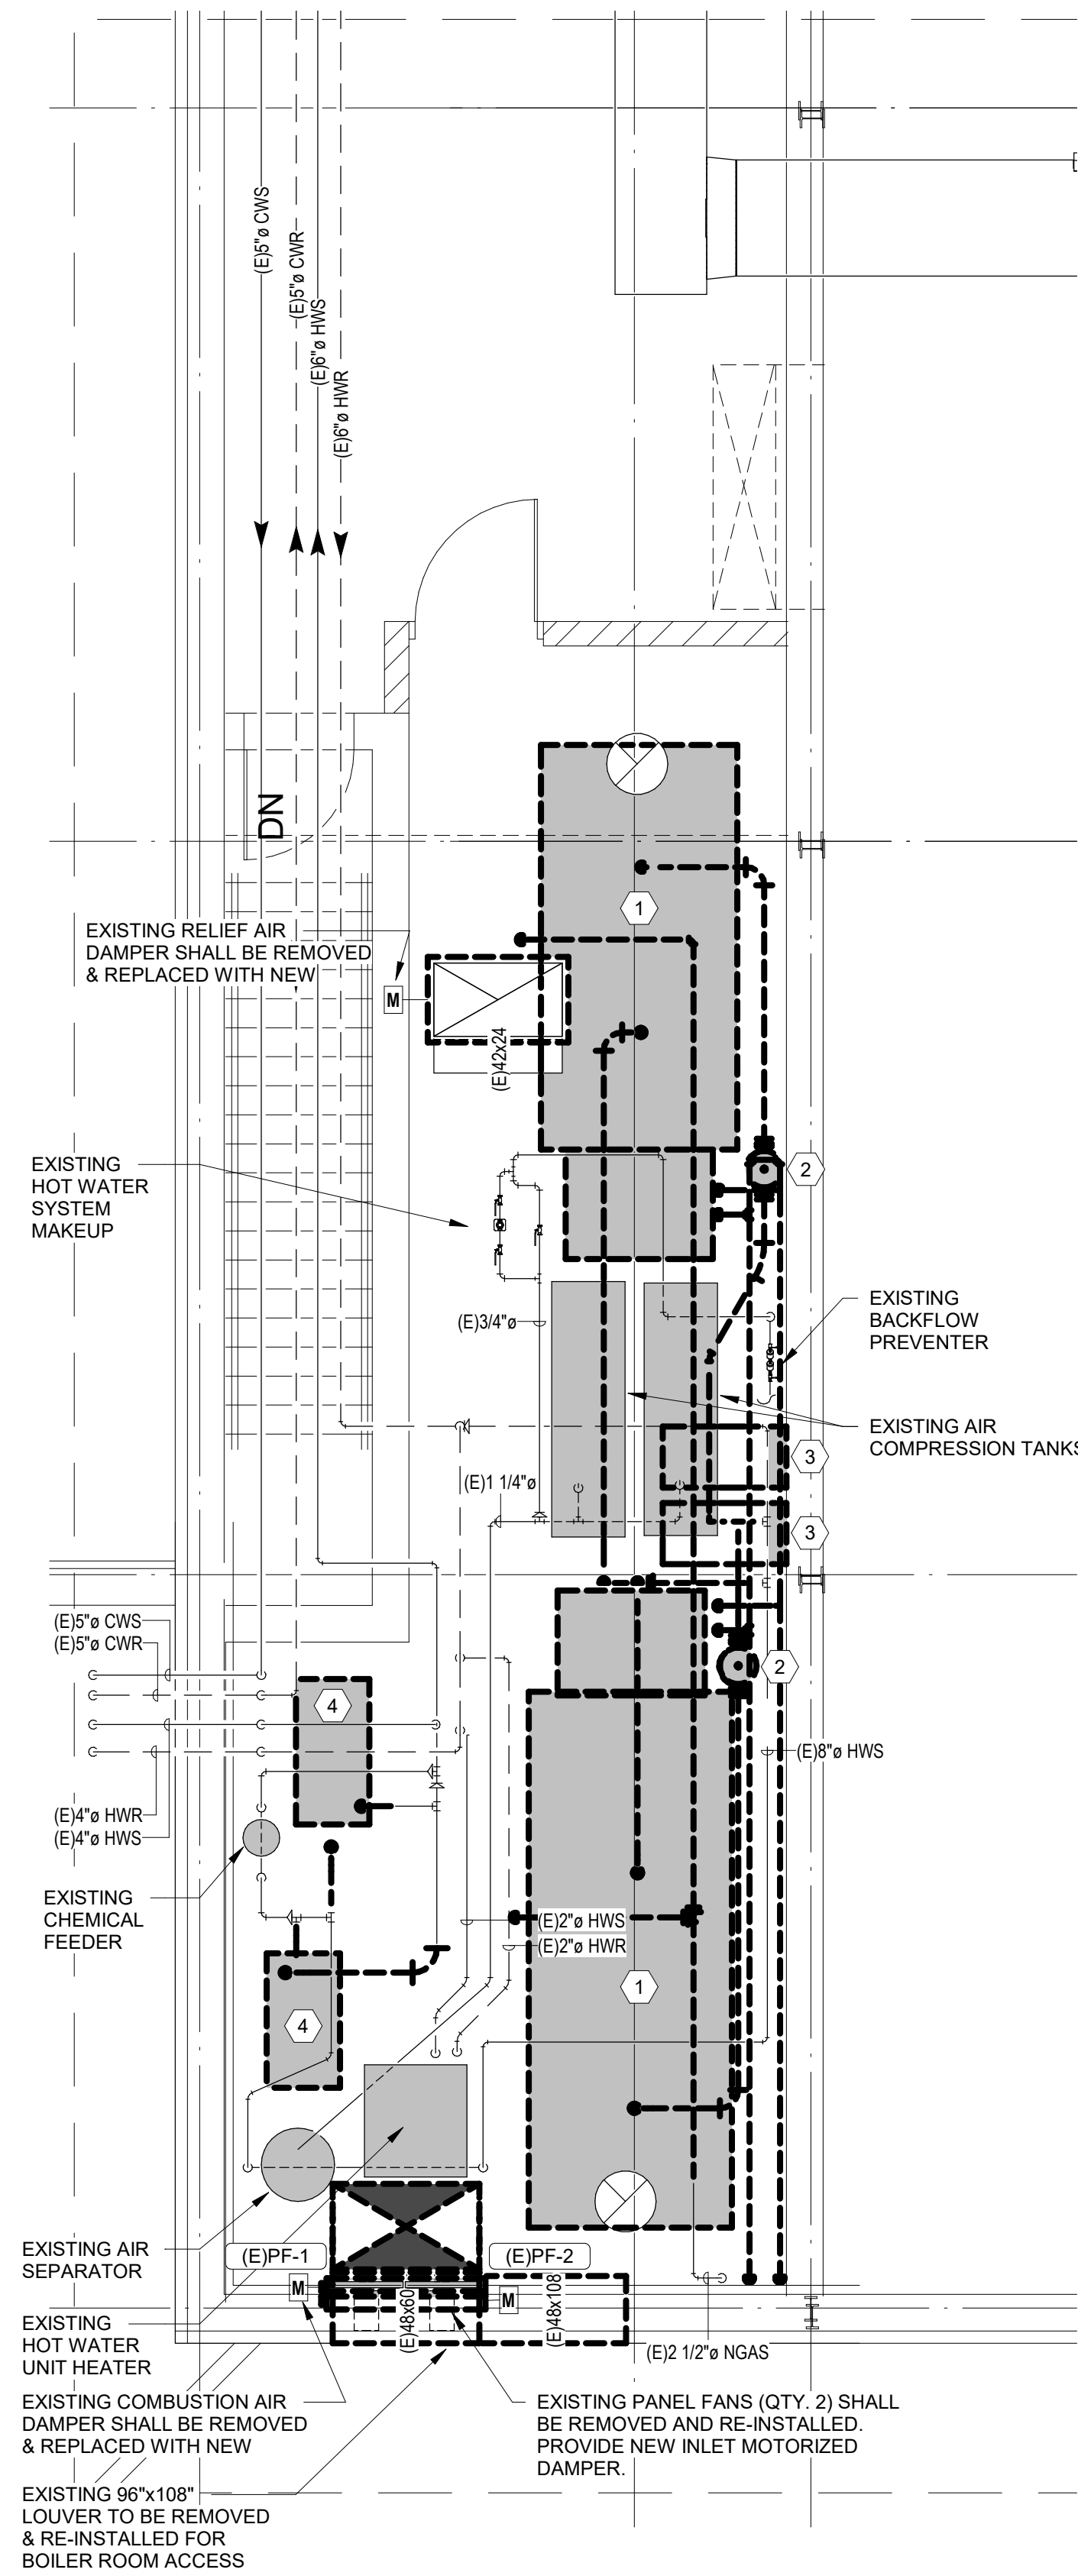 (E)5"ø CWS
(E)5"ø CWR
(E)6"ø HWS
(E)6"ø HWR
DN
1
EXISTING RELIEF AIR
DAMPER SHALL BE REMOVED
& REPLACED WITH NEW
M
(E)42x24
EXISTING
HOT WATER
SYSTEM
MAKEUP
2
(E)3/4"ø
EXISTING
BACKFLOW
PREVENTER
EXISTING AIR
COMPRESSION TANKS
3
(E)1 1/4"ø
3
(E)5"ø CWS
(E)5"ø CWR
2
4
(E)8"ø HWS
(E)4"ø HWR
(E)4"ø HWS
EXISTING
CHEMICAL
FEEDER
(E)2"ø HWS
(E)2"ø HWR
1
4
EXISTING AIR
SEPARATOR
(E)PF-1
(E)PF-2
M
M
(E)48x60
(E)48x108
EXISTING
HOT WATER
UNIT HEATER
(E)2 1/2"ø NGAS
EXISTING COMBUSTION AIR
DAMPER SHALL BE REMOVED
& REPLACED WITH NEW
EXISTING PANEL FANS (QTY. 2) SHALL
BE REMOVED AND RE-INSTALLED.
PROVIDE NEW INLET MOTORIZED
DAMPER.
EXISTING 96"x108"
LOUVER TO BE REMOVED
& RE-INSTALLED FOR
BOILER ROOM ACCESS